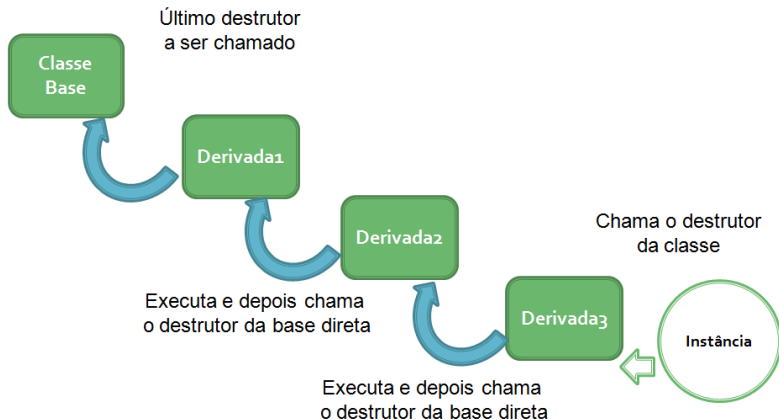 Último destrutor
a ser chamado
Classe
Base
Derivada1
Derivada2
Chama o destrutor
da classe
Executa e depois chama
o destrutor da base direta
Derivada3
Instância
Executa e depois chama
o destrutor da base direta